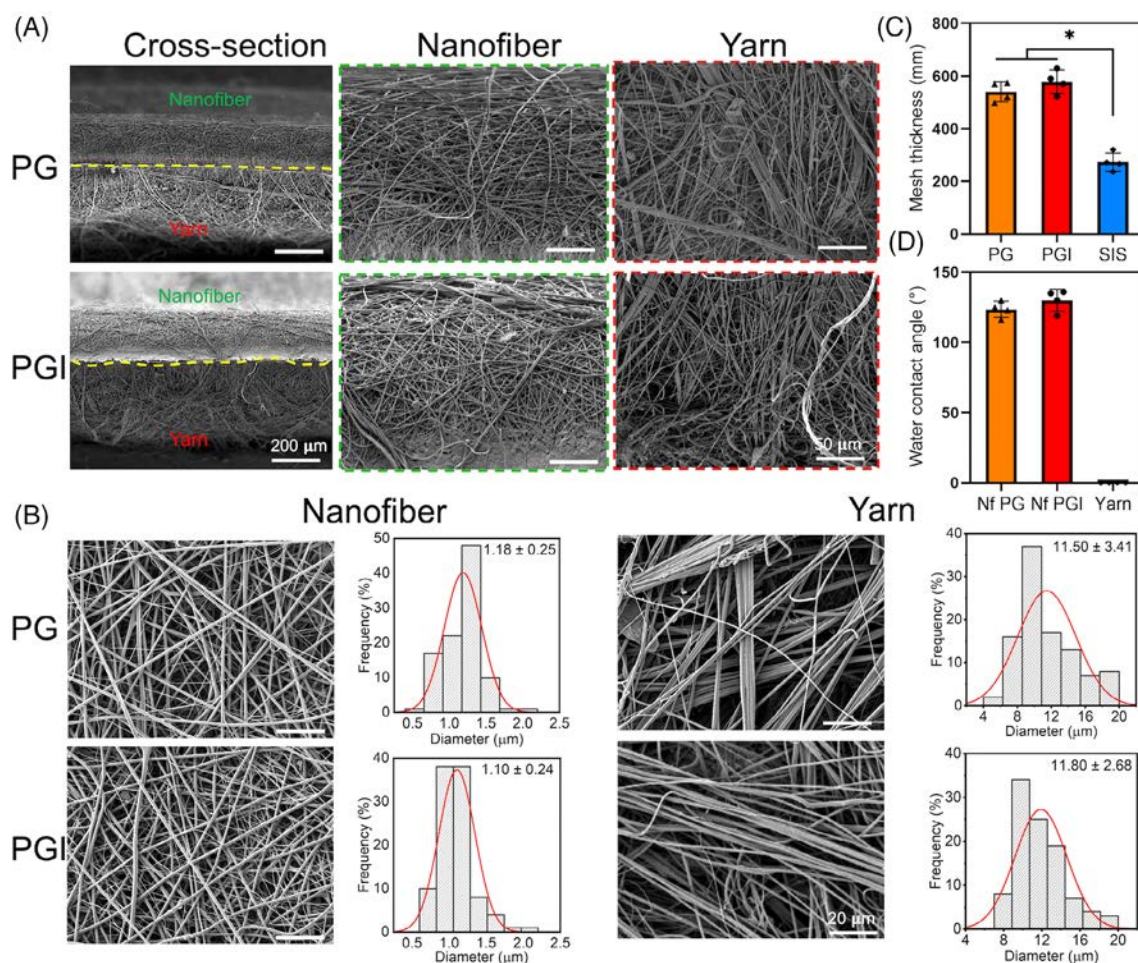 (A)
Cross-section
Nanofiber
Yarn
PG
Nanofiber
Yarn
PGI
Nanofiber
Yarn
200 μm
50 μm
(C)
Mesh thickness (mm)
800
600
400
200
0
*
PG PGI SIS
(D)
Water contact angle (°)
150
100
50
0
Nf PG Nf PGI Yarn
(B)
Nanofiber
Yarn
PG
Frequency (%)
50
40
30
20
10
0
1.18 ± 0.25
0.5 1.0 1.5 2.0 2.5
Diameter (μm)
Frequency (%)
40
30
20
10
0
11.50 ± 3.41
4 8 12 16 20
Diameter (μm)
PGI
Frequency (%)
40
30
20
10
0
1.10 ± 0.24
0.5 1.0 1.5 2.0 2.5
Diameter (μm)
20 μm
Frequency (%)
40
30
20
10
0
11.80 ± 2.68
4 8 12 16 20 24
Diameter (μm)